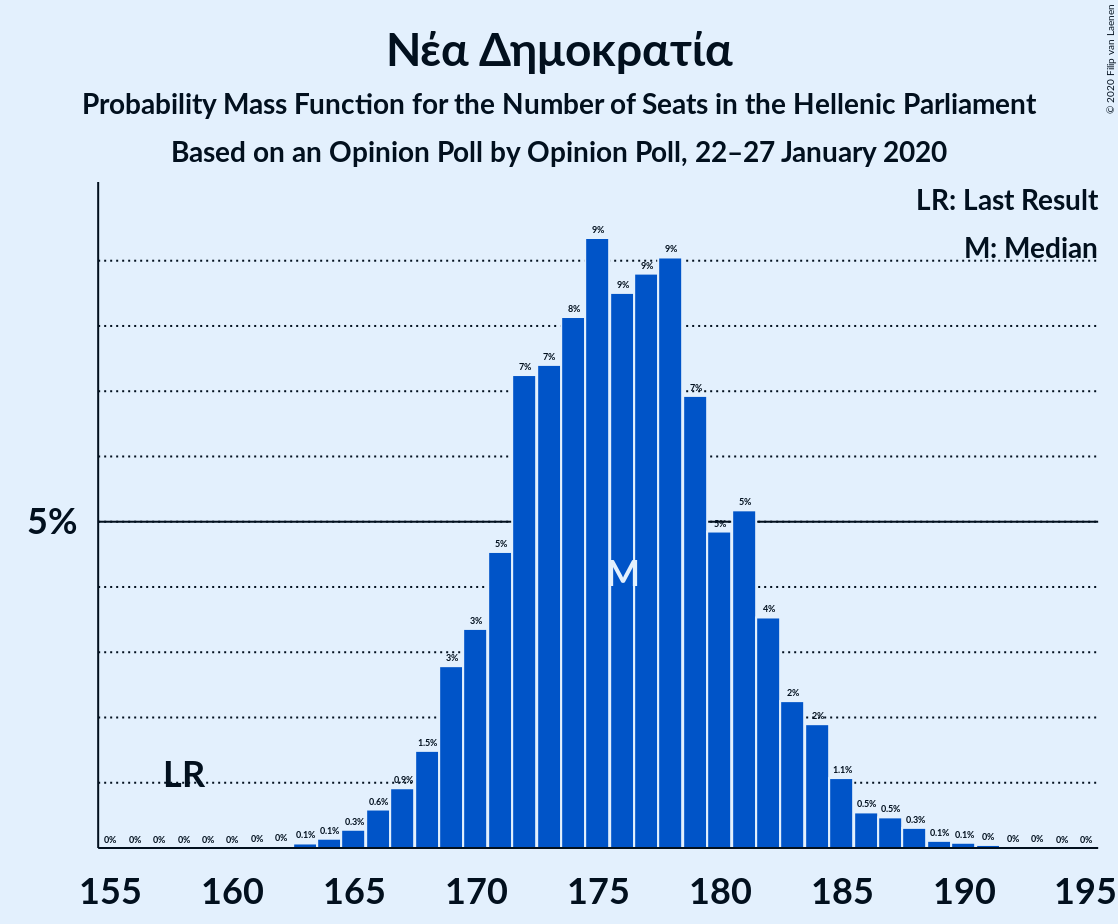 Νέα Δημοκρατία
Probability Mass Function for the Number of Seats in the Hellenic Parliament
Based on an Opinion Poll by Opinion Poll, 22–27 January 2020
© 2020 Filip van Laenen
LR: Last Result
M: Median
5%
0% 0% 0% 0% 0% 0% 0% 0% 0.1% 0.1% 0.3% 0.6% 0.9% 1.5% 3% 3% 5% 7% 7% 8% 9% 9% 9% 9% 7% 5% 5% 4% 2% 2% 1.1% 0.5% 0.5% 0.3% 0.1% 0.1% 0% 0% 0% 0% 0%
M
LR
155 160 165 170 175 180 185 190 195